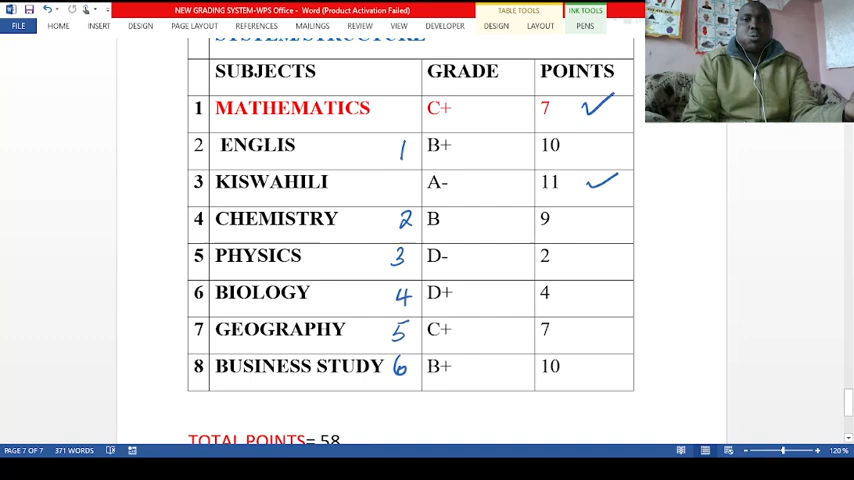 NEW GRADING SYSTEM-WPS Office - Word (Product Activation Failed)
TABLE TOOLS
INK TOOLS
FILE HOME INSERT DESIGN PAGE LAYOUT REFERENCES MAILINGS REVIEW VIEW DEVELOPER DESIGN LAYOUT PENS
SYSTEM/STRUCTURE
SUBJECTS GRADE POINTS
1 MATHEMATICS C+ 7
2 ENGLIS 1 B+ 10
3 KISWAHILI A- 11
4 CHEMISTRY 2 B 9
5 PHYSICS 3 D- 2
6 BIOLOGY 4 D+ 4
7 GEOGRAPHY 5 C+ 7
8 BUSINESS STUDY 6 B+ 10
TOTAL POINTS= 58
PAGE 7 OF 7 371 WORDS 120%